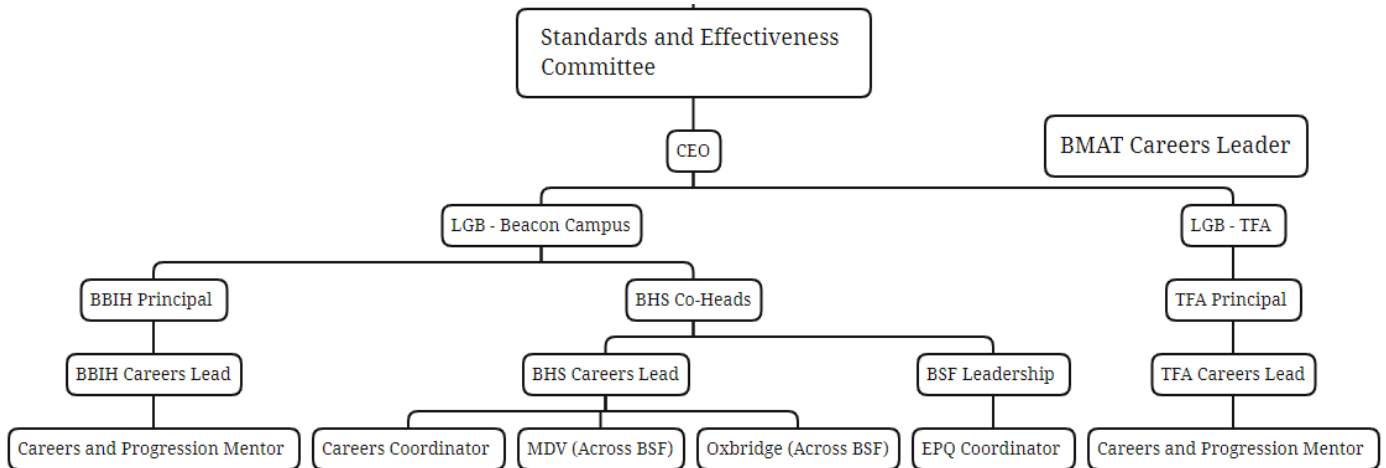 Standards and Effectiveness
Committee
CEO
BMAT Careers Leader
LGB - Beacon Campus
LGB - TFA
BBIH Principal
BHS Co-Heads
TFA Principal
BBIH Careers Lead
BHS Careers Lead
BSF Leadership
TFA Careers Lead
Careers and Progression Mentor
Careers Coordinator
MDV (Across BSF)
Oxbridge (Across BSF)
EPQ Coordinator
Careers and Progression Mentor